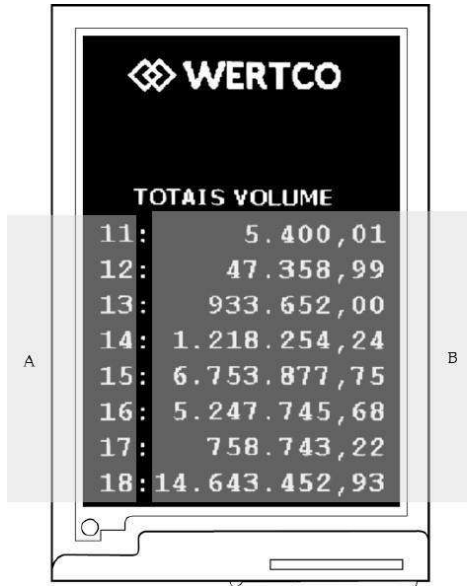 WERTCO
TOTAIS VOLUME
11: 5.400,01
12: 47.358,99
13: 933.652,00
14: 1.218.254,24
15: 6.753.877,75
16: 5.247.745,68
17: 758.743,22
18:14.643.452,93
A
B